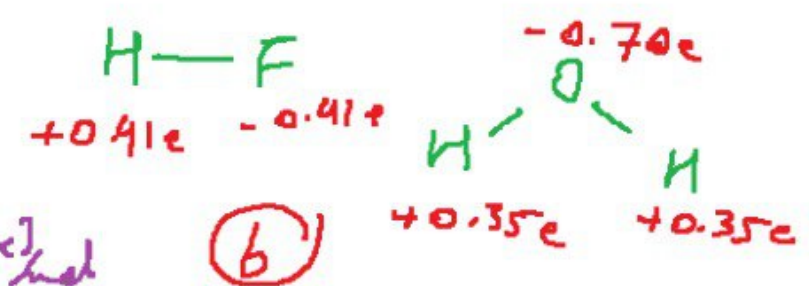 -0.70e
H — F
O
+0.41e -0.41e
H H
+0.35e +0.35e
b